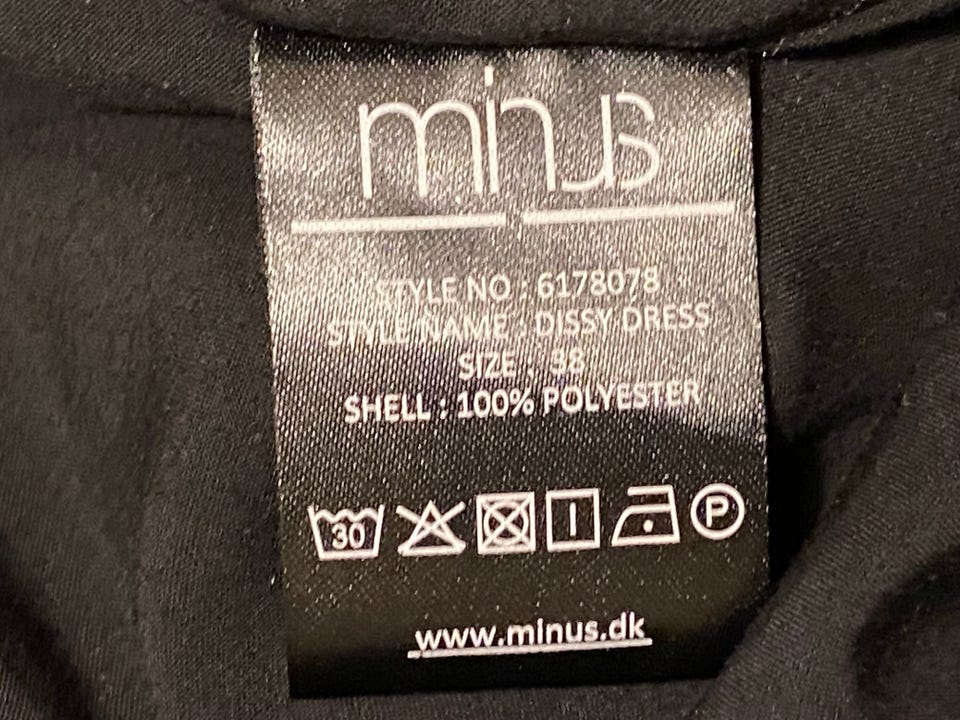 minus
STYLE NO : 6178078
STYLE NAME : DISSY DRESS
SIZE : 38
SHELL : 100% POLYESTER
30 P
www.minus.dk